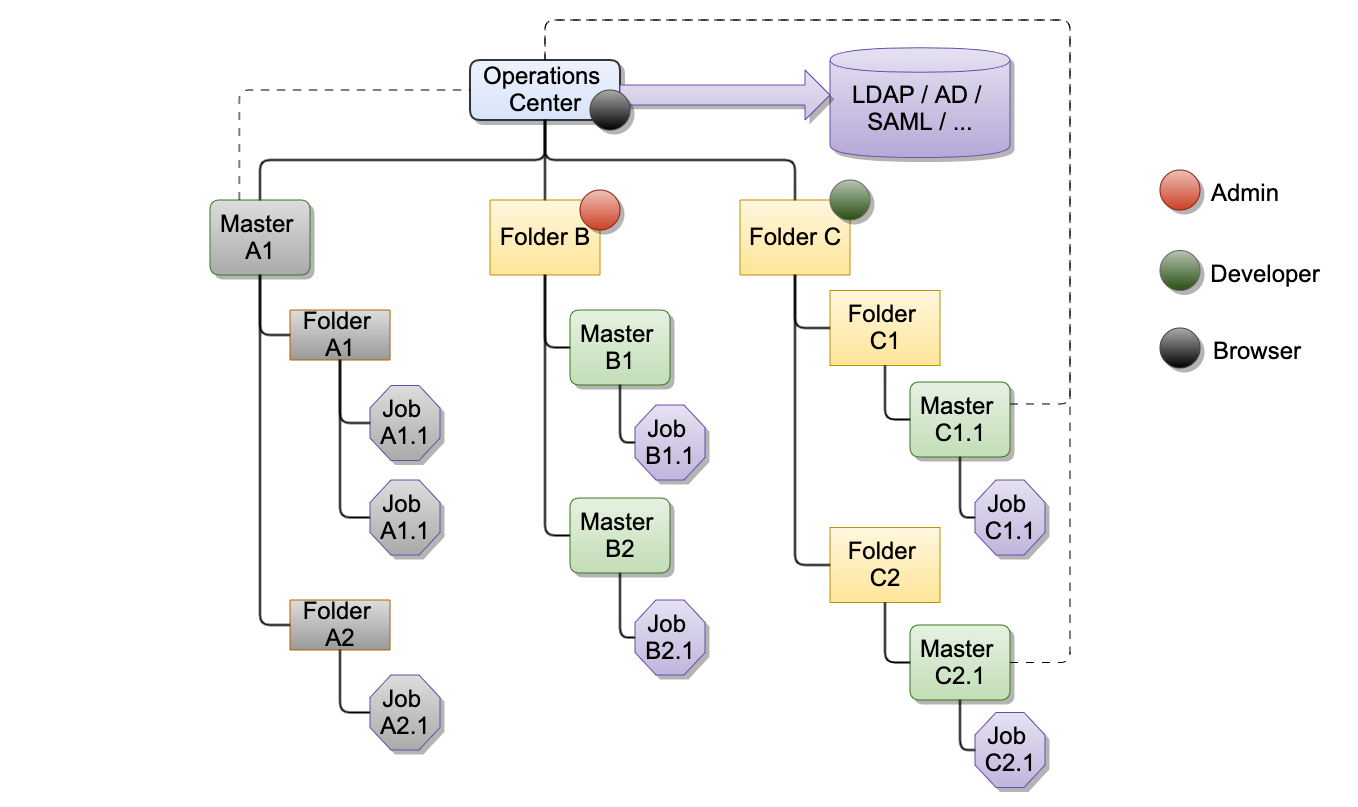 Operations
Center
LDAP / AD /
SAML / ...
Master
A1
Folder B
Folder C
Admin
Developer
Browser
Folder
A1
Job
A1.1
Job
A1.1
Folder
A2
Job
A2.1
Master
B1
Job
B1.1
Master
B2
Job
B2.1
Folder
C1
Master
C1.1
Job
C1.1
Folder
C2
Master
C2.1
Job
C2.1